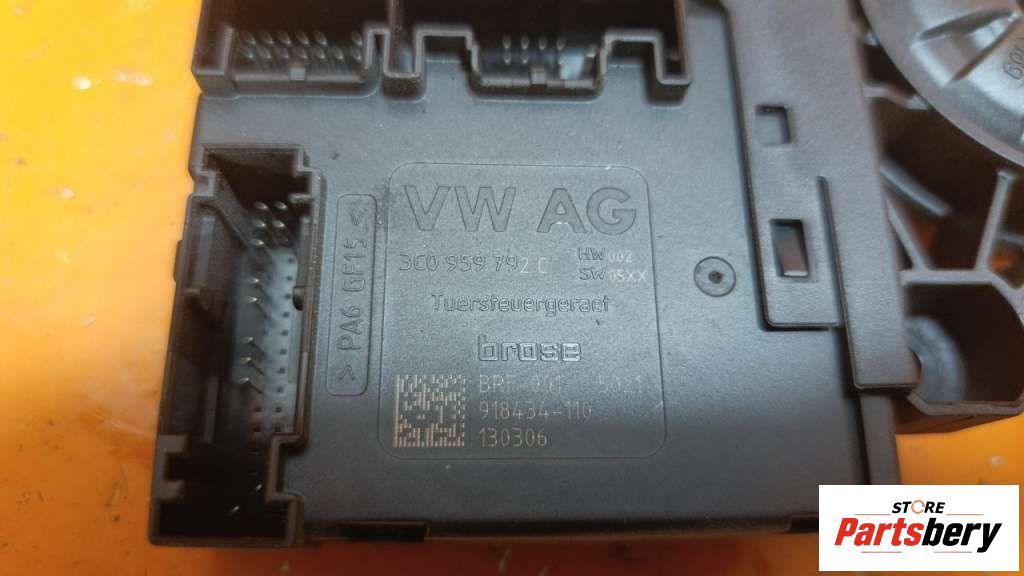 VW AG
3C0 959 792 C HW 002
SW 05XX
Tuersteuergeraet
brose
918434-110
130306
> PA6 GF15 <
STORE
Partsbery